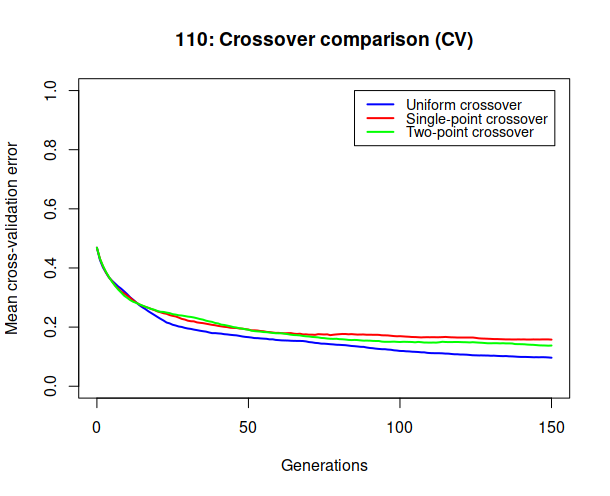 110: Crossover comparison (CV)
Uniform crossover
Single-point crossover
Two-point crossover
Mean cross-validation error
1.0
0.8
0.6
0.4
0.2
0.0
0 50 100 150
Generations